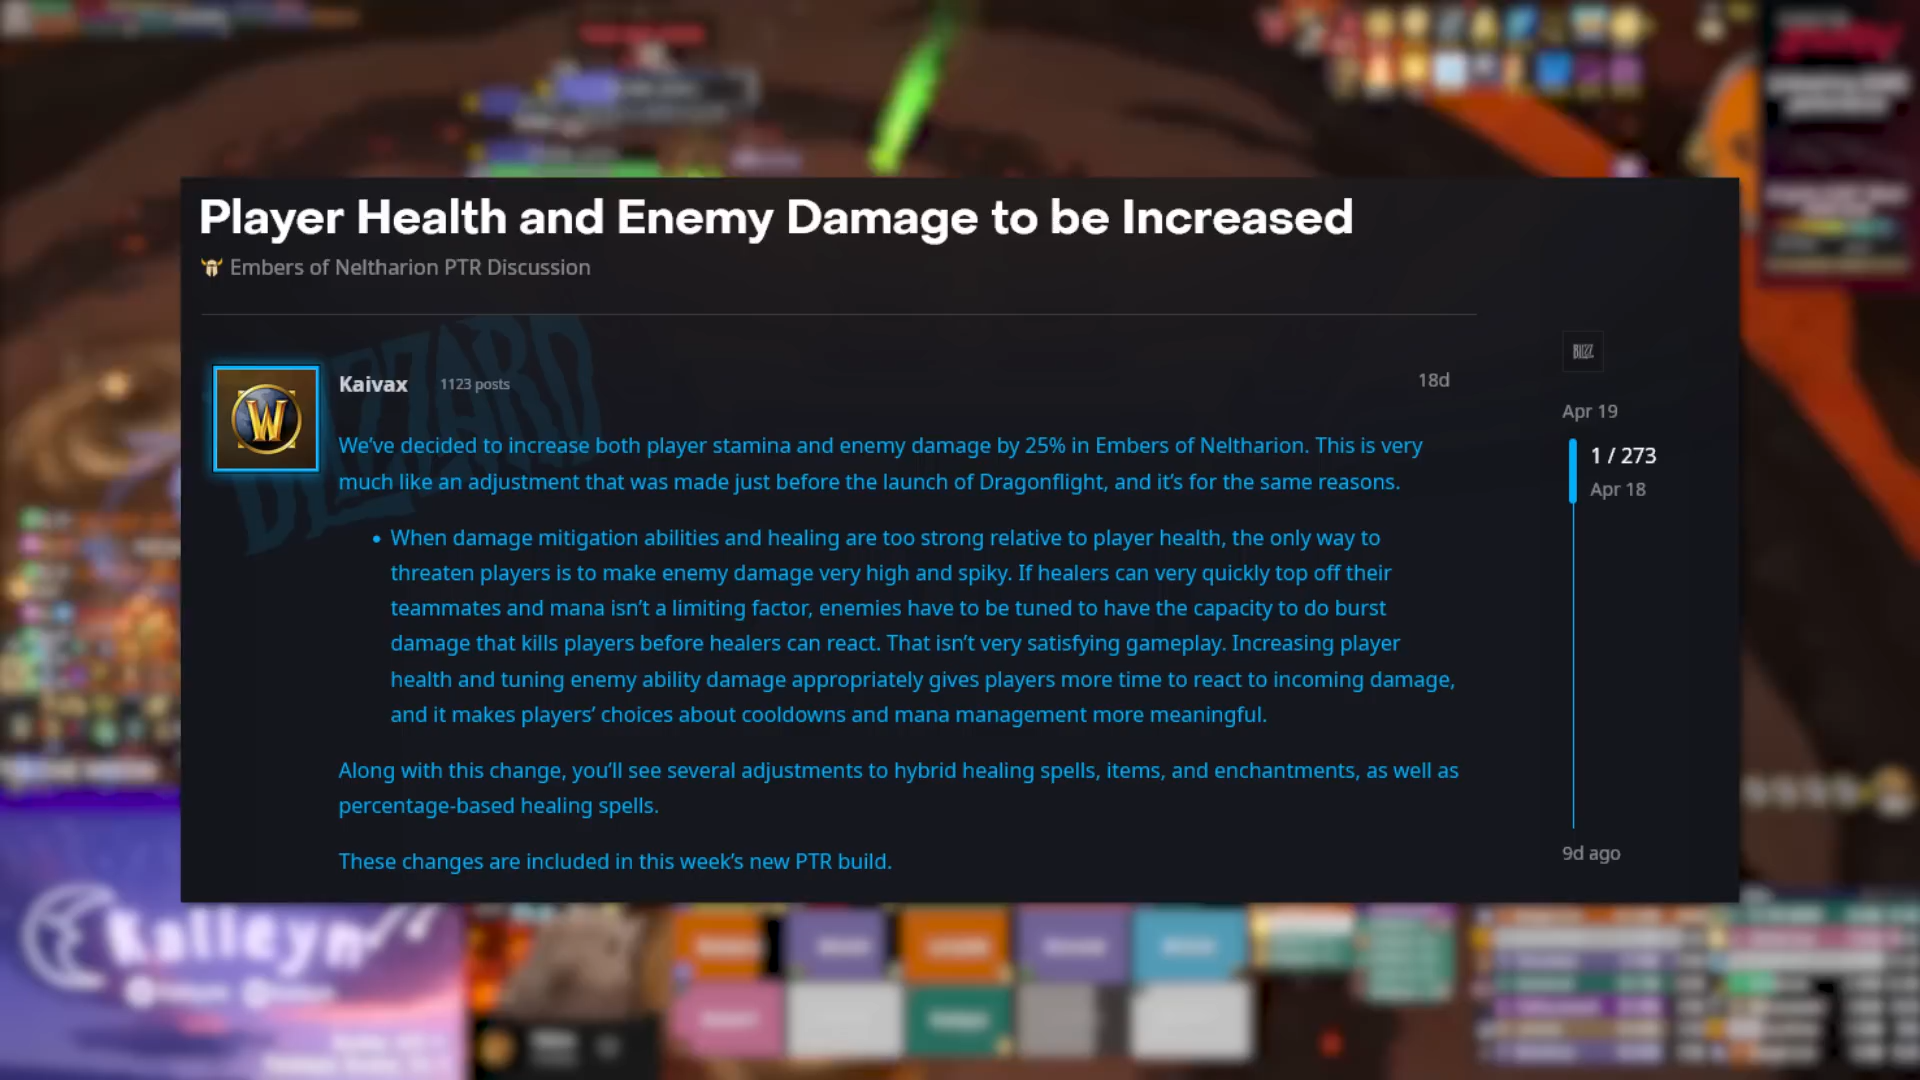 Player Health and Enemy Damage to be Increased
Embers of Neltharion PTR Discussion
BLIZZARD
BLIZZ
Kaivax 1123 posts 18d
We’ve decided to increase both player stamina and enemy damage by 25% in Embers of Neltharion. This is very
much like an adjustment that was made just before the launch of Dragonflight, and it’s for the same reasons.
• When damage mitigation abilities and healing are too strong relative to player health, the only way to
threaten players is to make enemy damage very high and spiky. If healers can very quickly top off their
teammates and mana isn’t a limiting factor, enemies have to be tuned to have the capacity to do burst
damage that kills players before healers can react. That isn’t very satisfying gameplay. Increasing player
health and tuning enemy ability damage appropriately gives players more time to react to incoming damage,
and it makes players’ choices about cooldowns and mana management more meaningful.
Along with this change, you’ll see several adjustments to hybrid healing spells, items, and enchantments, as well as
percentage-based healing spells.
These changes are included in this week’s new PTR build.
Apr 19
1 / 273
Apr 18
9d ago
W
Kalleyn